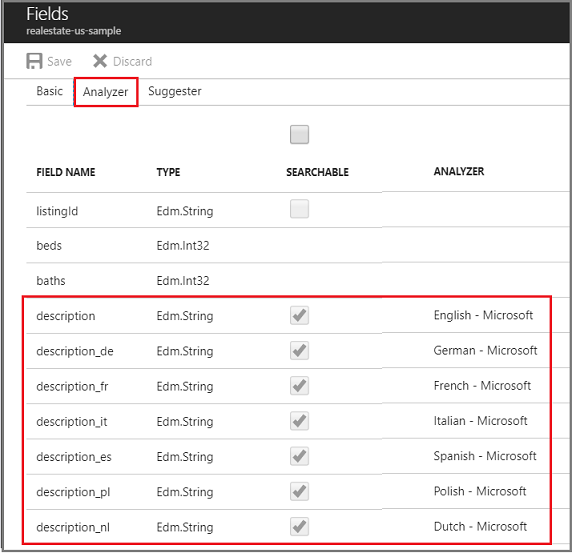 Fields
realestate-us-sample
Save Discard
Basic Analyzer Suggester
FIELD NAME TYPE SEARCHABLE ANALYZER
listingId Edm.String
beds Edm.Int32
baths Edm.Int32
description Edm.String English - Microsoft
description_de Edm.String German - Microsoft
description_fr Edm.String French - Microsoft
description_it Edm.String Italian - Microsoft
description_es Edm.String Spanish - Microsoft
description_pl Edm.String Polish - Microsoft
description_nl Edm.String Dutch - Microsoft